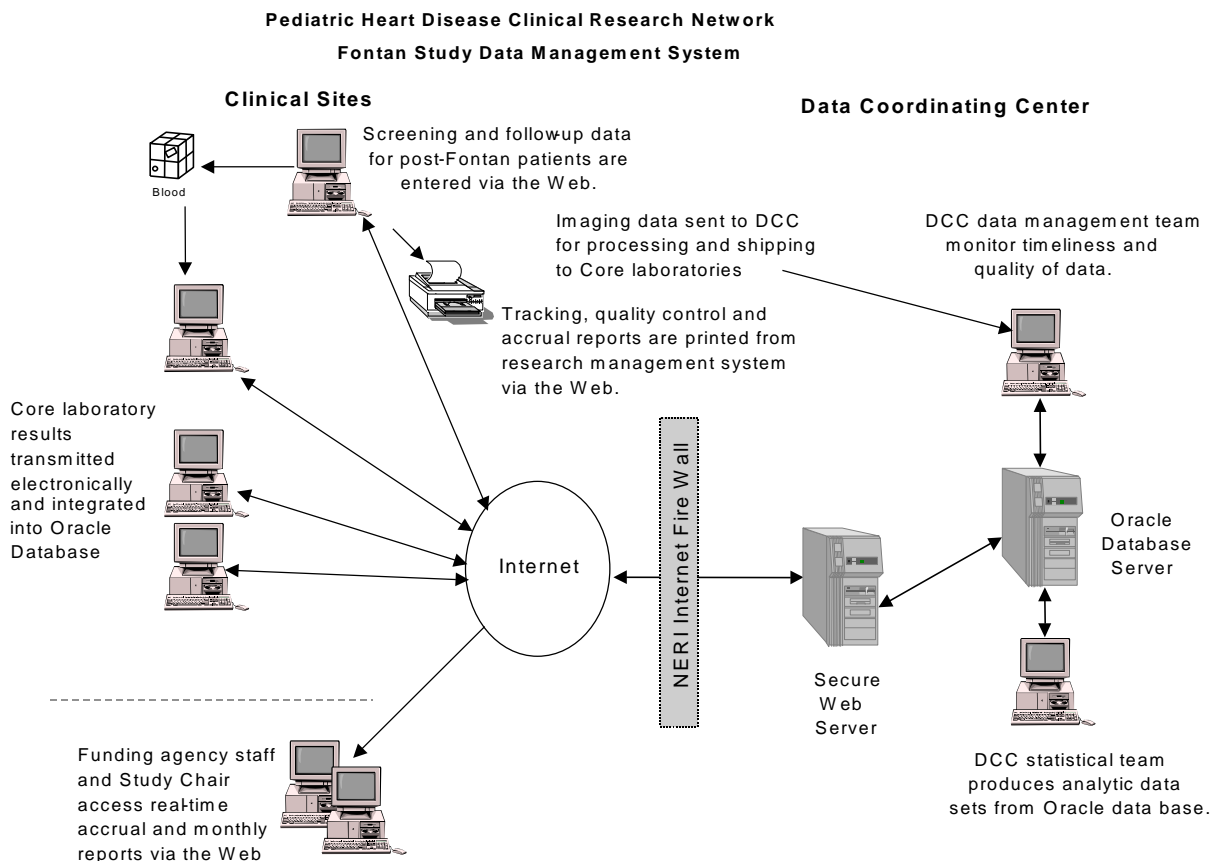 Pediatric Heart Disease Clinical Research Network
Fontan Study Data Management System
Clinical Sites
Data Coordinating Center
Blood
Screening and follow-up data
for post-Fontan patients are
entered via the Web.
Imaging data sent to DCC
for processing and shipping
to Core laboratories
DCC data management team
monitor timeliness and
quality of data.
Tracking, quality control and
accrual reports are printed from
research management system
via the Web.
Core laboratory
results
transmitted
electronically
and integrated
into Oracle
Database
Internet
NERI Internet Fire Wall
Oracle
Database
Server
Secure
Web
Server
Funding agency staff
and Study Chair
access real-time
accrual and monthly
reports via the Web
DCC statistical team
produces analytic data
sets from Oracle data base.